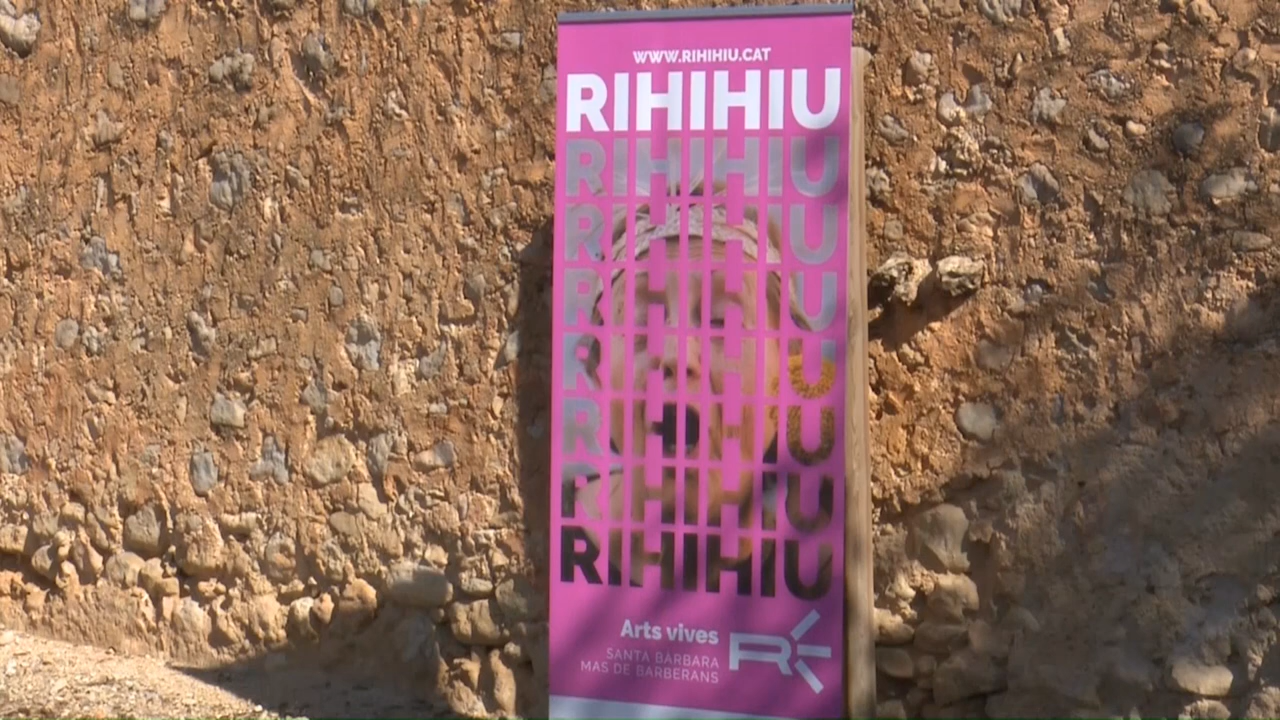 WWW.RIHIHIU.CAT
RIHIHIU
RIHIHIU
RIHIHIU
RIHIHIU
RIHIHIU
RIHIHIU
RIHIHIU
RIHIHIU
Arts vives
SANTA BÀRBARA
MAS DE BARBERANS
R